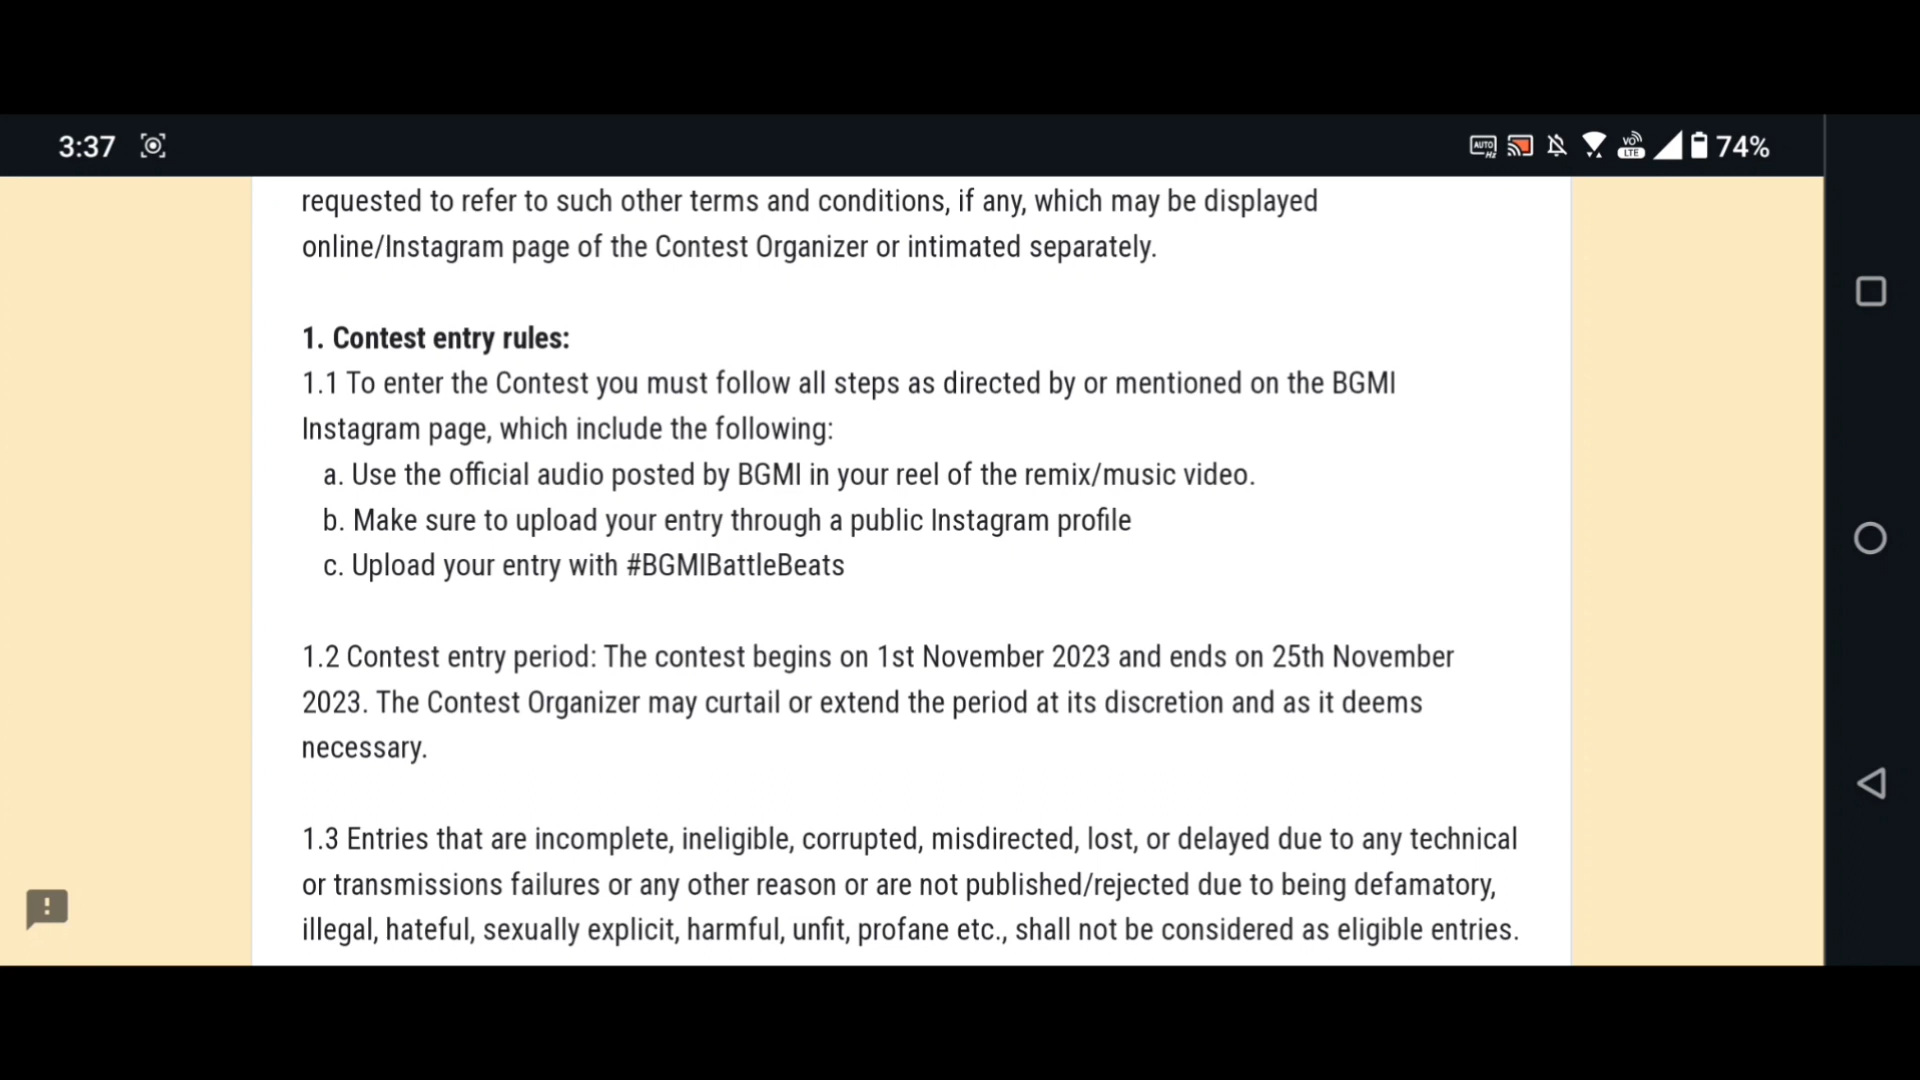 3:37
AUTO Hz
VO LTE
74%
requested to refer to such other terms and conditions, if any, which may be displayed
online/Instagram page of the Contest Organizer or intimated separately.
1. Contest entry rules:
1.1 To enter the Contest you must follow all steps as directed by or mentioned on the BGMI
Instagram page, which include the following:
a. Use the official audio posted by BGMI in your reel of the remix/music video.
b. Make sure to upload your entry through a public Instagram profile
c. Upload your entry with #BGMIBattleBeats
1.2 Contest entry period: The contest begins on 1st November 2023 and ends on 25th November
2023. The Contest Organizer may curtail or extend the period at its discretion and as it deems
necessary.
1.3 Entries that are incomplete, ineligible, corrupted, misdirected, lost, or delayed due to any technical
or transmissions failures or any other reason or are not published/rejected due to being defamatory,
illegal, hateful, sexually explicit, harmful, unfit, profane etc., shall not be considered as eligible entries.